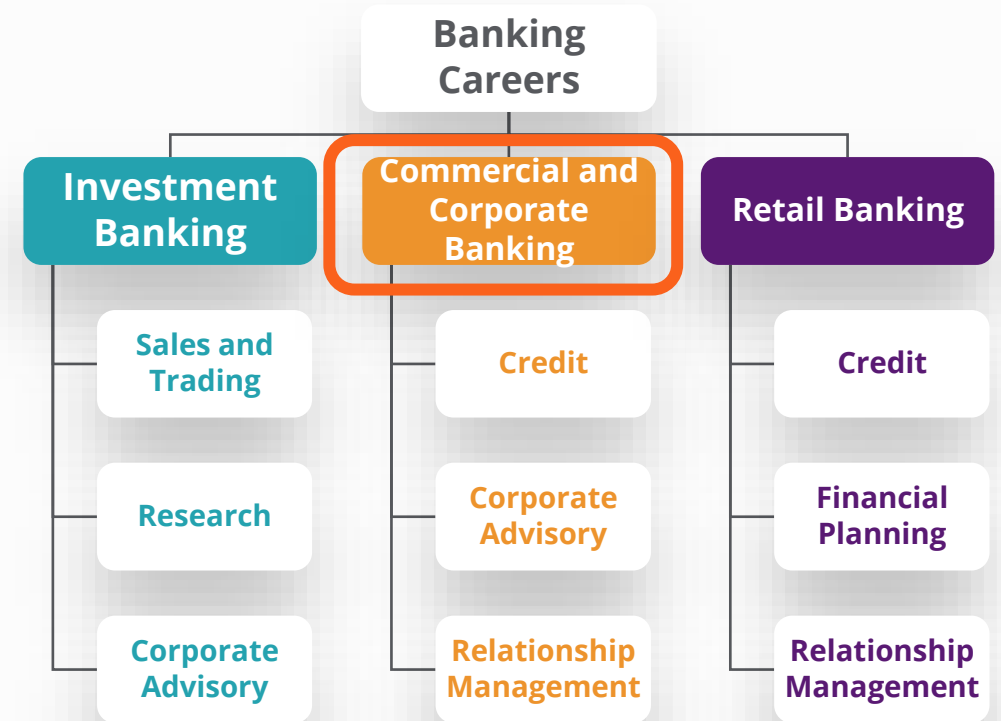 Banking
Careers
Investment
Banking
Commercial and
Corporate
Banking
Retail Banking
Sales and
Trading
Credit
Credit
Research
Corporate
Advisory
Financial
Planning
Corporate
Advisory
Relationship
Management
Relationship
Management